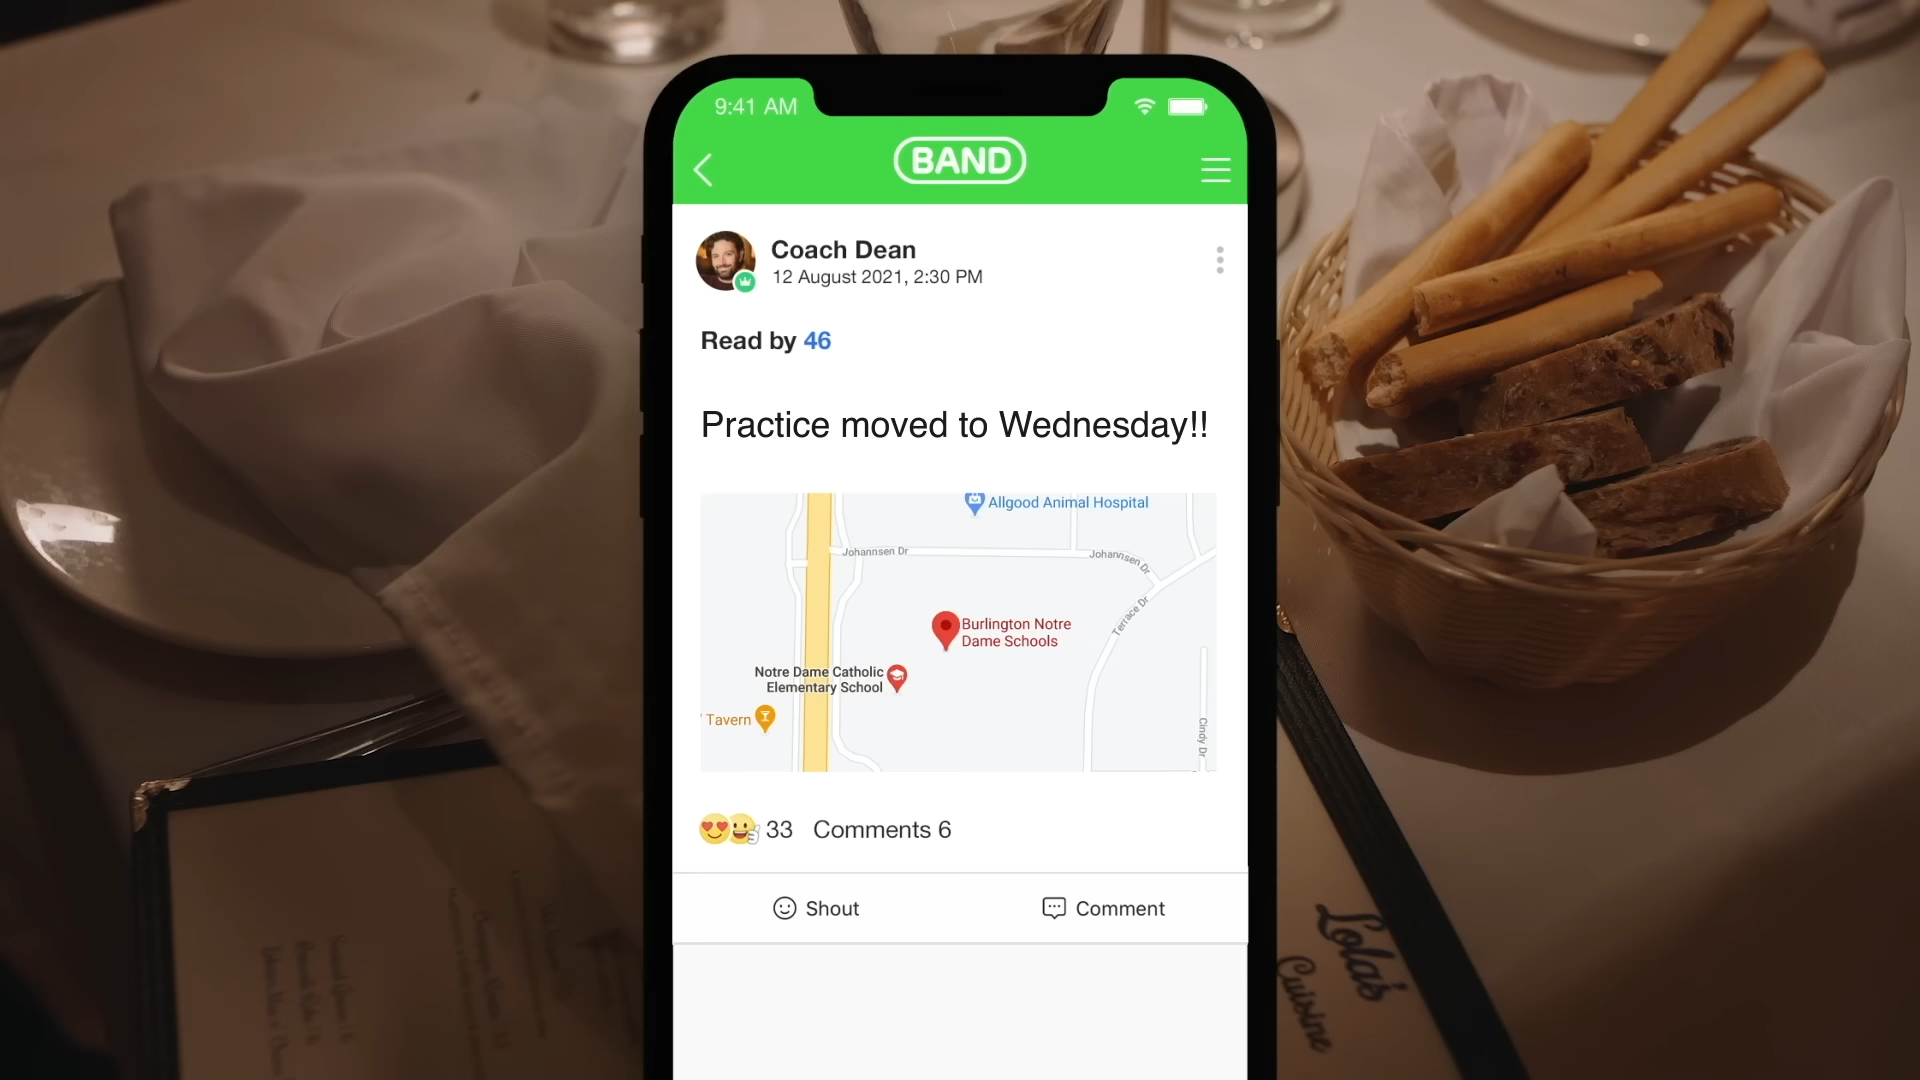 9:41 AM
BAND
Coach Dean
12 August 2021, 2:30 PM
Read by 46
Practice moved to Wednesday!!
Allgood Animal Hospital
Johannsen Dr
Johannsen Dr
Terrace Dr
Burlington Notre
Dame Schools
Notre Dame Catholic
Elementary School
Tavern
Cindy Dr
33 Comments 6
Shout
Comment
Lola's
Cuisine